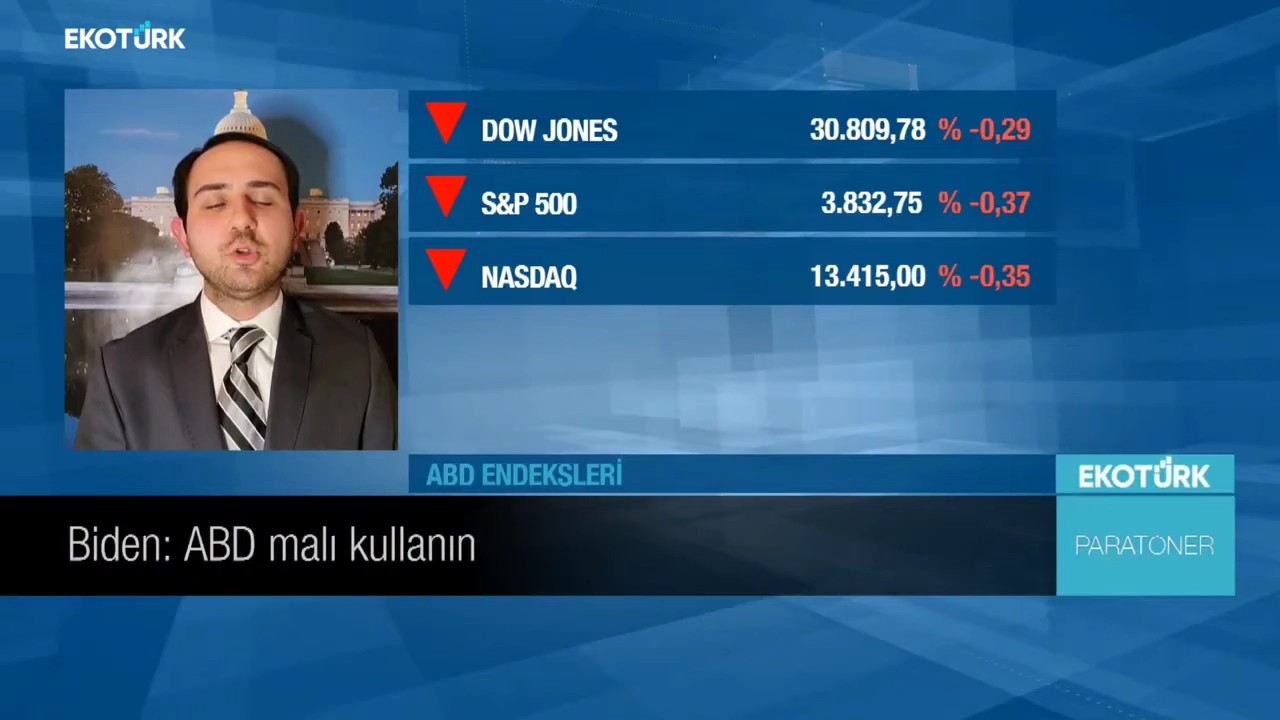 EKOTÜRK
DOW JONES 30.809,78 % -0,29
S&P 500 3.832,75 % -0,37
NASDAQ 13.415,00 % -0,35
ABD ENDEKSLERİ
EKOTÜRK
Biden: ABD malı kullanın
PARATONER